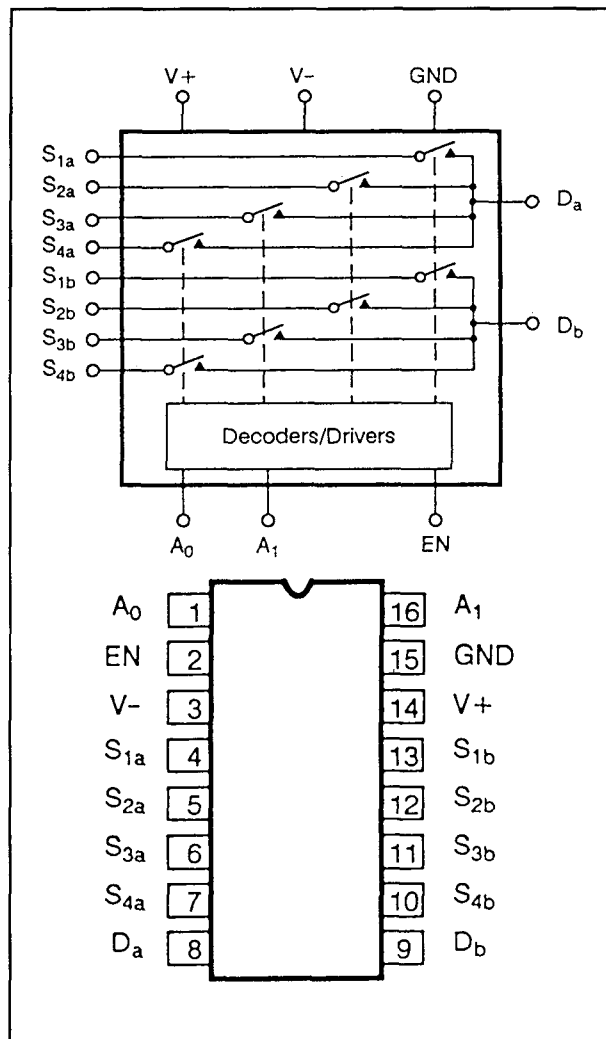 V+ V- GND
S1a
S2a
Da
S3a
S4a
S1b
S2b
Db
S3b
S4b
Decoders/Drivers
A0 A1 EN
A0 1 16 A1
EN 2 15 GND
V- 3 14 V+
S1a 4 13 S1b
S2a 5 12 S2b
S3a 6 11 S3b
S4a 7 10 S4b
Da 8 9 Db